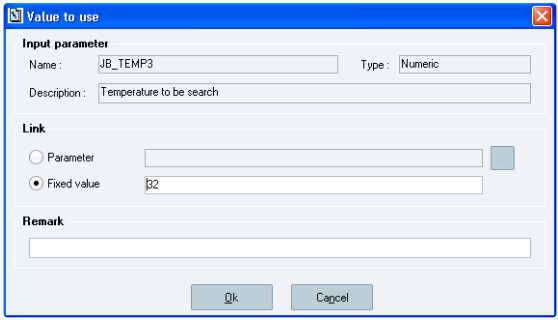 Value to use
Input parameter
Name : JB_TEMP3 Type : Numeric
Description : Temperature to be search
Link
Parameter ...
Fixed value 32
Remark
Ok Cancel